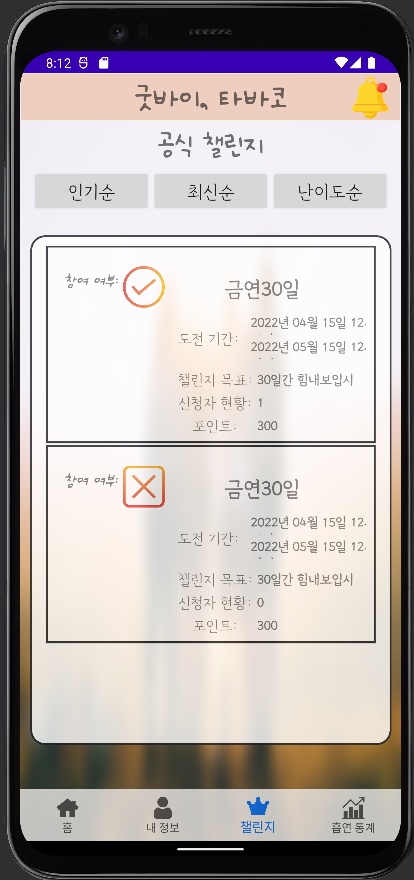 8:12
굿바이, 타바코
공식 챌린지
인기순 최신순 난이도순
참여 여부: 금연30일
도전 기간: 2022년 04월 15일 12
2022년 05월 15일 12
챌린지 목표: 30일간 힘내보입시
신청자 현황: 1
포인트: 300
참여 여부: 금연30일
도전 기간: 2022년 04월 15일 12
2022년 05월 15일 12
챌린지 목표: 30일간 힘내보입시
신청자 현황: 0
포인트: 300
홈 내 정보 챌린지 흡연 통계